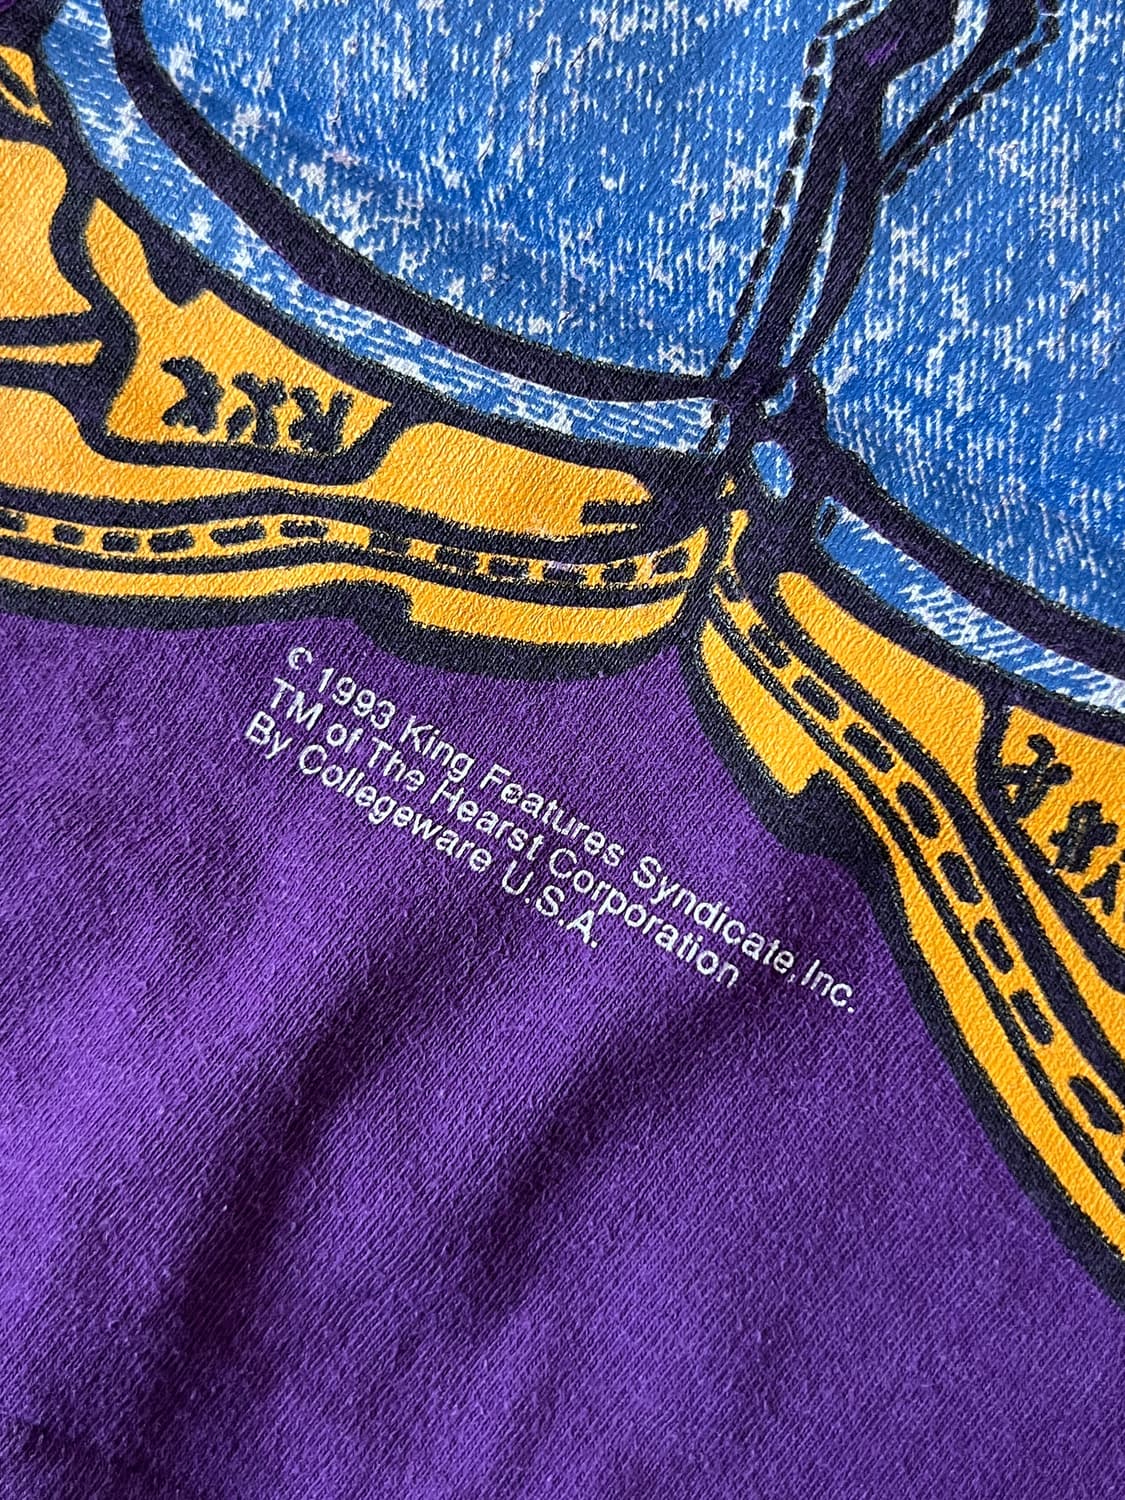 © 1993 King Features Syndicate, Inc.
TM of The Hearst Corporation
By Collegeware U.S.A.